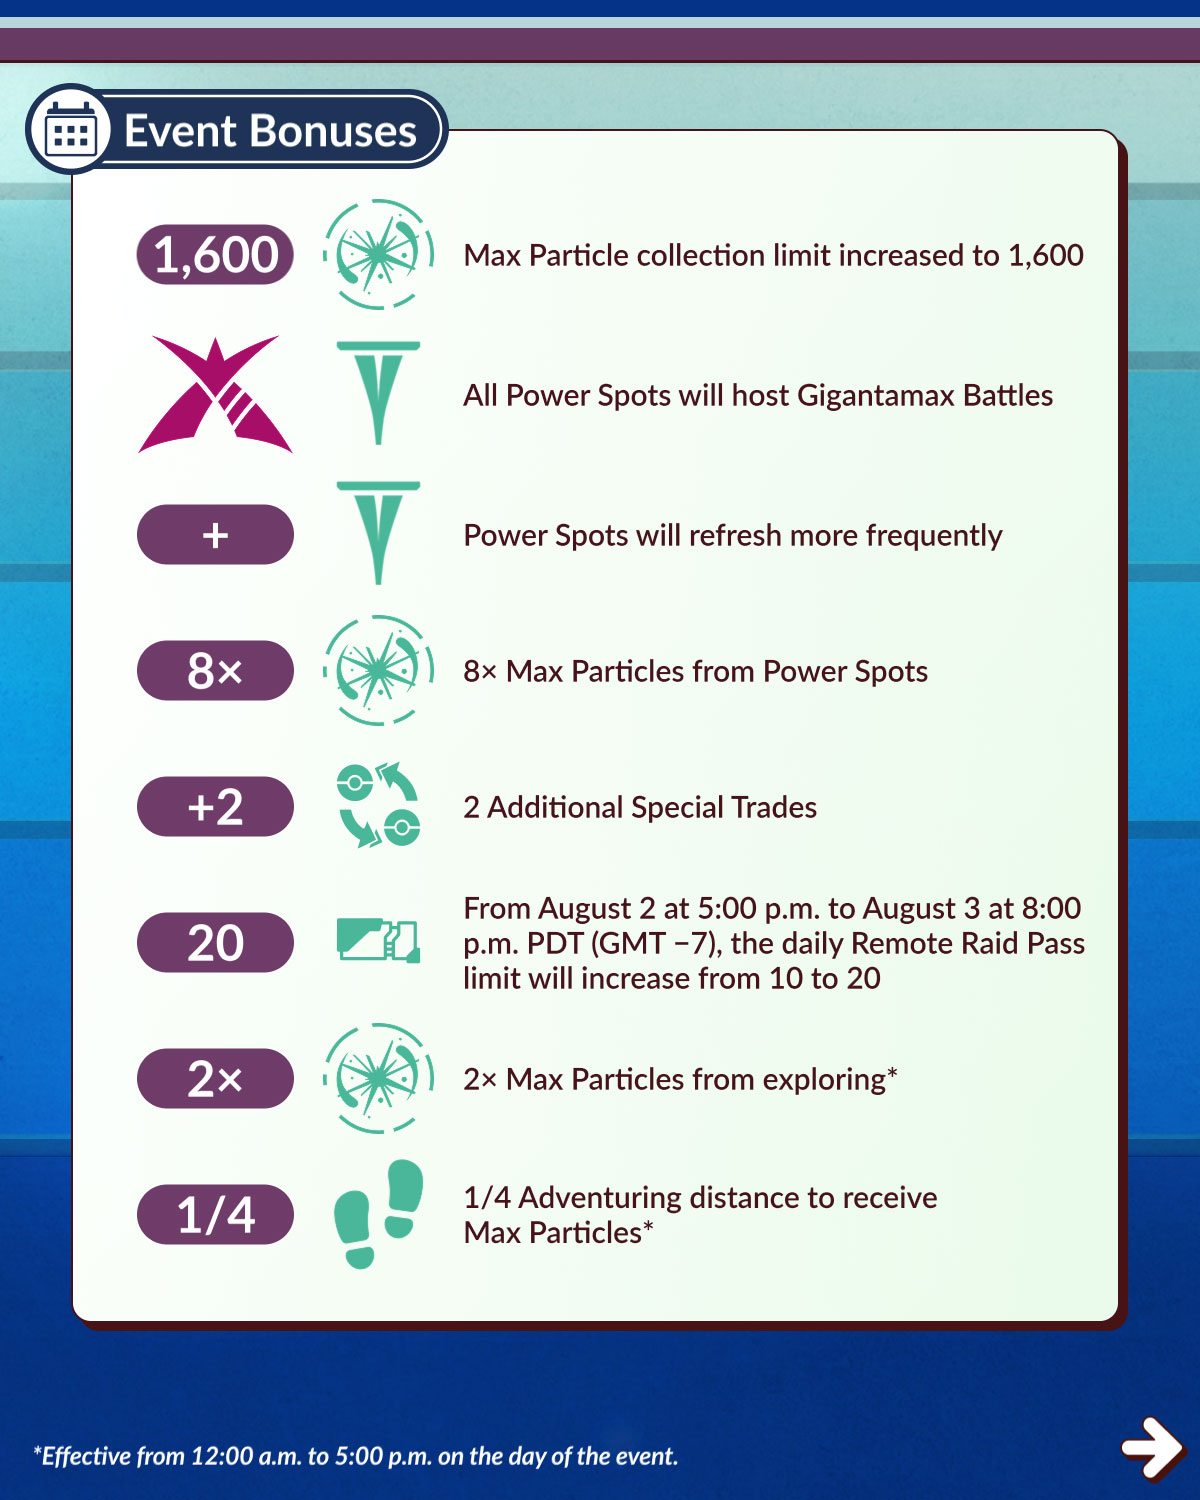 Event Bonuses
1,600
Max Particle collection limit increased to 1,600
All Power Spots will host Gigantamax Battles
+
Power Spots will refresh more frequently
8×
8× Max Particles from Power Spots
+2
2 Additional Special Trades
20
From August 2 at 5:00 p.m. to August 3 at 8:00
p.m. PDT (GMT −7), the daily Remote Raid Pass
limit will increase from 10 to 20
2×
2× Max Particles from exploring*
1/4
1/4 Adventuring distance to receive
Max Particles*
*Effective from 12:00 a.m. to 5:00 p.m. on the day of the event.